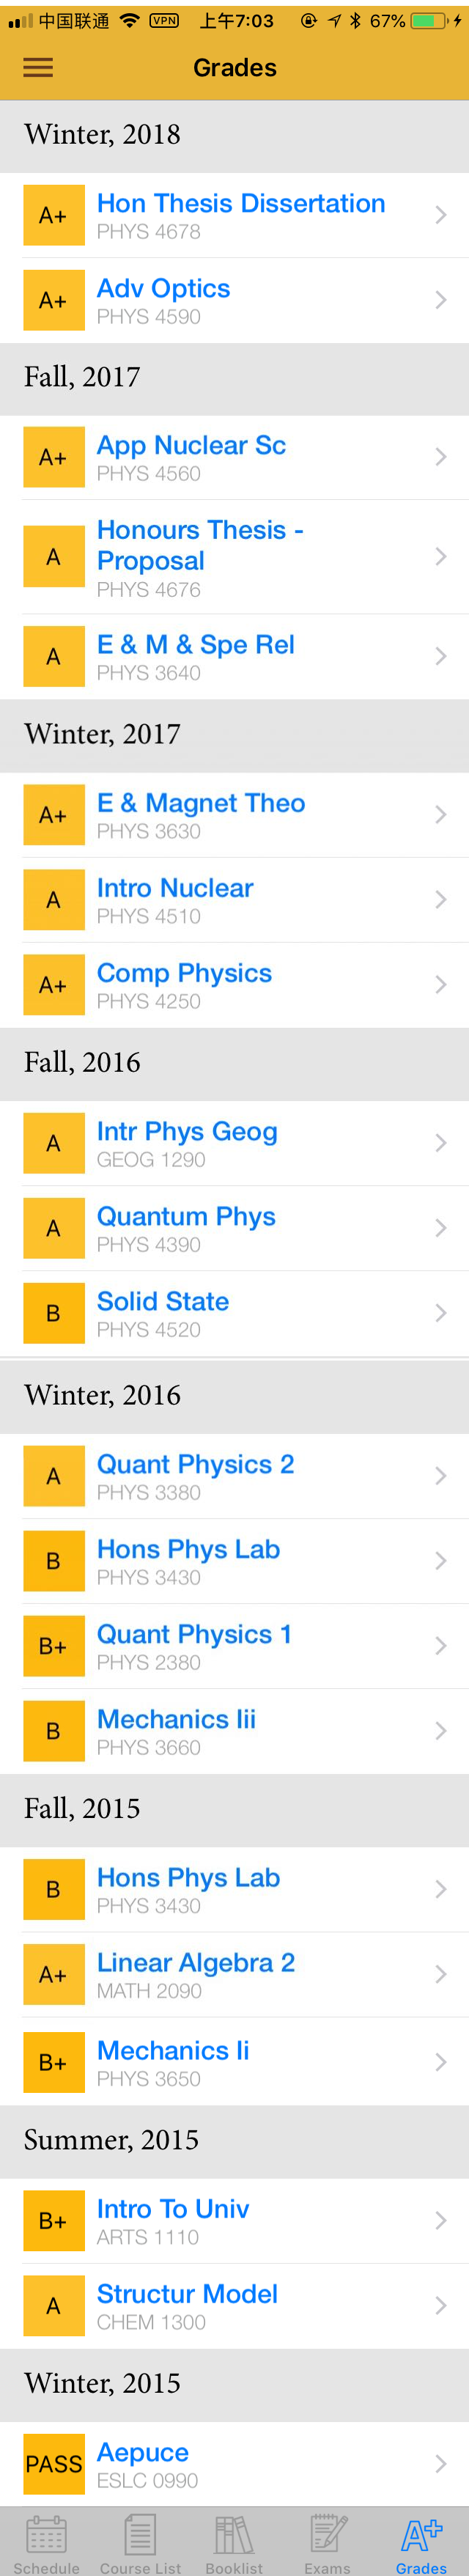 中国联通 VPN 上午7:03 67%
Grades
Winter, 2018
A+ Hon Thesis Dissertation
PHYS 4678
A+ Adv Optics
PHYS 4590
Fall, 2017
A+ App Nuclear Sc
PHYS 4560
A Honours Thesis -
Proposal
PHYS 4676
A E & M & Spe Rel
PHYS 3640
Winter, 2017
A+ E & Magnet Theo
PHYS 3630
A Intro Nuclear
PHYS 4510
A+ Comp Physics
PHYS 4250
Fall, 2016
A Intr Phys Geog
GEOG 1290
A Quantum Phys
PHYS 4390
B Solid State
PHYS 4520
Winter, 2016
A Quant Physics 2
PHYS 3380
B Hons Phys Lab
PHYS 3430
B+ Quant Physics 1
PHYS 2380
B Mechanics Iii
PHYS 3660
Fall, 2015
B Hons Phys Lab
PHYS 3430
A+ Linear Algebra 2
MATH 2090
B+ Mechanics Ii
PHYS 3650
Summer, 2015
B+ Intro To Univ
ARTS 1110
A Structur Model
CHEM 1300
Winter, 2015
PASS Aepuce
ESLC 0990
A+
Schedule Course List Booklist Exams Grades